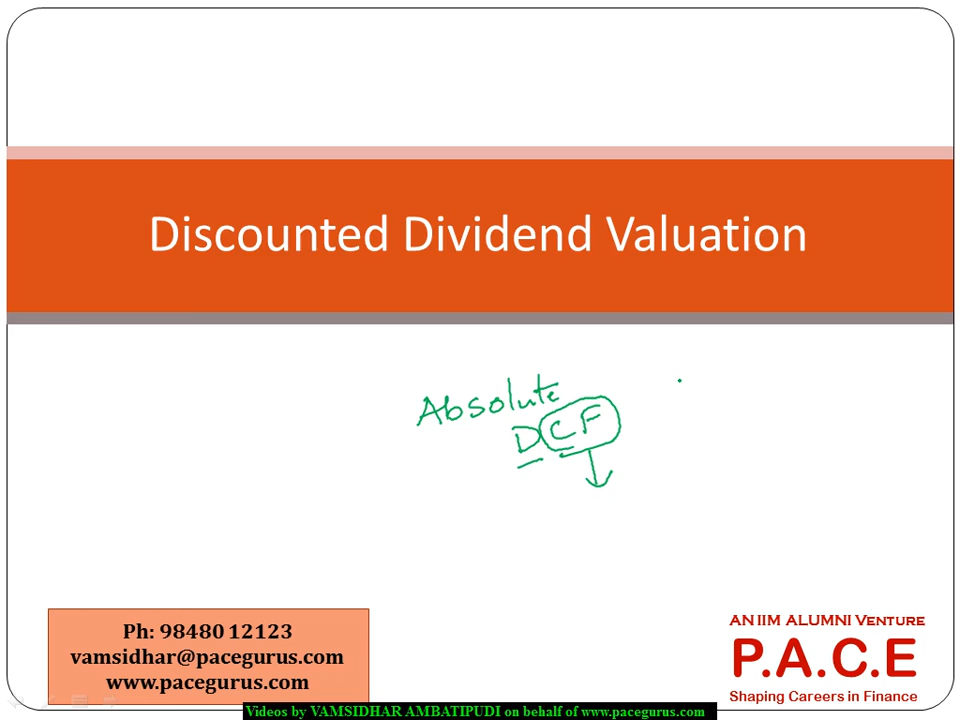 Discounted Dividend Valuation
Absolute
DCF
Ph: 98480 12123
vamsidhar@pacegurus.com
www.pacegurus.com
AN IIM ALUMNI VENTURE
P.A.C.E
Shaping Careers in Finance
Videos by VAMSIDHAR AMBATIPUDI on behalf of www.pacegurus.com